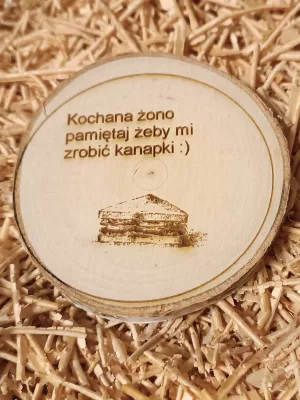 Kochana żono
pamiętaj żeby mi
zrobić kanapki :)